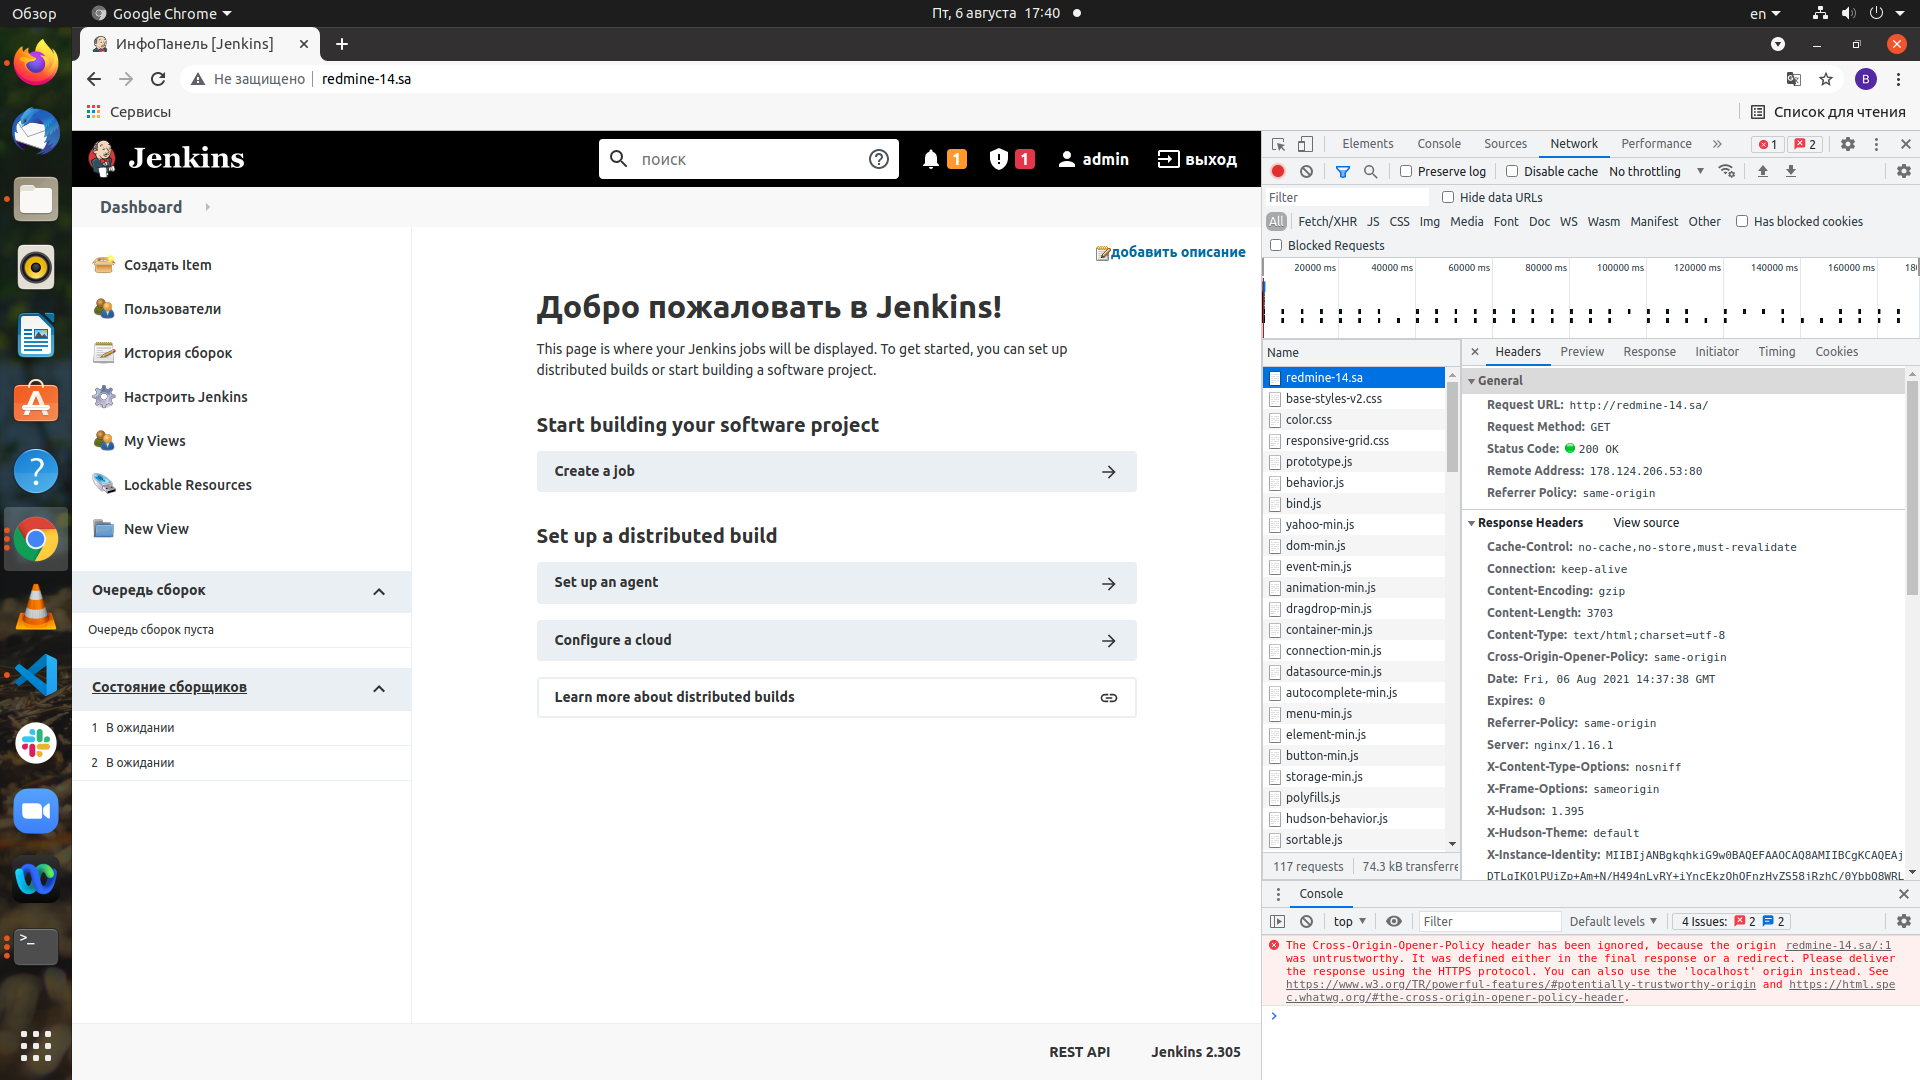 Обзор
Google Chrome
Пт, 6 августа 17:40
en
ИнфоПанель [Jenkins]
Не защищено
redmine-14.sa
B
Сервисы
Список для чтения
Jenkins
поиск
1
1
admin
выход
Dashboard
Создать Item
Пользователи
История сборок
Настроить Jenkins
My Views
Lockable Resources
New View
Очередь сборок
Очередь сборок пуста
Состояние сборщиков
1 В ожидании
2 В ожидании
добавить описание
Добро пожаловать в Jenkins!
This page is where your Jenkins jobs will be displayed. To get started, you can set up
distributed builds or start building a software project.
Start building your software project
Create a job
Set up a distributed build
Set up an agent
Configure a cloud
Learn more about distributed builds
REST API
Jenkins 2.305
Elements Console Sources Network Performance » 1 2
Preserve log Disable cache No throttling
Filter Hide data URLs
All Fetch/XHR JS CSS Img Media Font Doc WS Wasm Manifest Other Has blocked cookies
Blocked Requests
20000 ms 40000 ms 60000 ms 80000 ms 100000 ms 120000 ms 140000 ms 160000 ms 18
Name
redmine-14.sa
base-styles-v2.css
color.css
responsive-grid.css
prototype.js
behavior.js
bind.js
yahoo-min.js
dom-min.js
event-min.js
animation-min.js
dragdrop-min.js
container-min.js
connection-min.js
datasource-min.js
autocomplete-min.js
menu-min.js
element-min.js
button-min.js
storage-min.js
polyfills.js
hudson-behavior.js
sortable.js
117 requests 74.3 kB transferre
Headers Preview Response Initiator Timing Cookies
General
Request URL: http://redmine-14.sa/
Request Method: GET
Status Code: 200 OK
Remote Address: 178.124.206.53:80
Referrer Policy: same-origin
Response Headers View source
Cache-Control: no-cache,no-store,must-revalidate
Connection: keep-alive
Content-Encoding: gzip
Content-Length: 3703
Content-Type: text/html;charset=utf-8
Cross-Origin-Opener-Policy: same-origin
Date: Fri, 06 Aug 2021 14:37:38 GMT
Expires: 0
Referrer-Policy: same-origin
Server: nginx/1.16.1
X-Content-Type-Options: nosniff
X-Frame-Options: sameorigin
X-Hudson: 1.395
X-Hudson-Theme: default
X-Instance-Identity: MIIBIjANBgkqhkiG9w0BAQEFAAOCAQ8AMIIBCgKCAQEAj
Console
top Filter Default levels 4 Issues: 2 2
The Cross-Origin-Opener-Policy header has been ignored, because the origin redmine-14.sa/:1
was untrustworthy. It was defined either in the final response or a redirect. Please deliver
the response using the HTTPS protocol. You can also use the 'localhost' origin instead. See
https://www.w3.org/TR/powerful-features/#potentially-trustworthy-origin and https://html.spe
c.whatwg.org/#the-cross-origin-opener-policy-header.